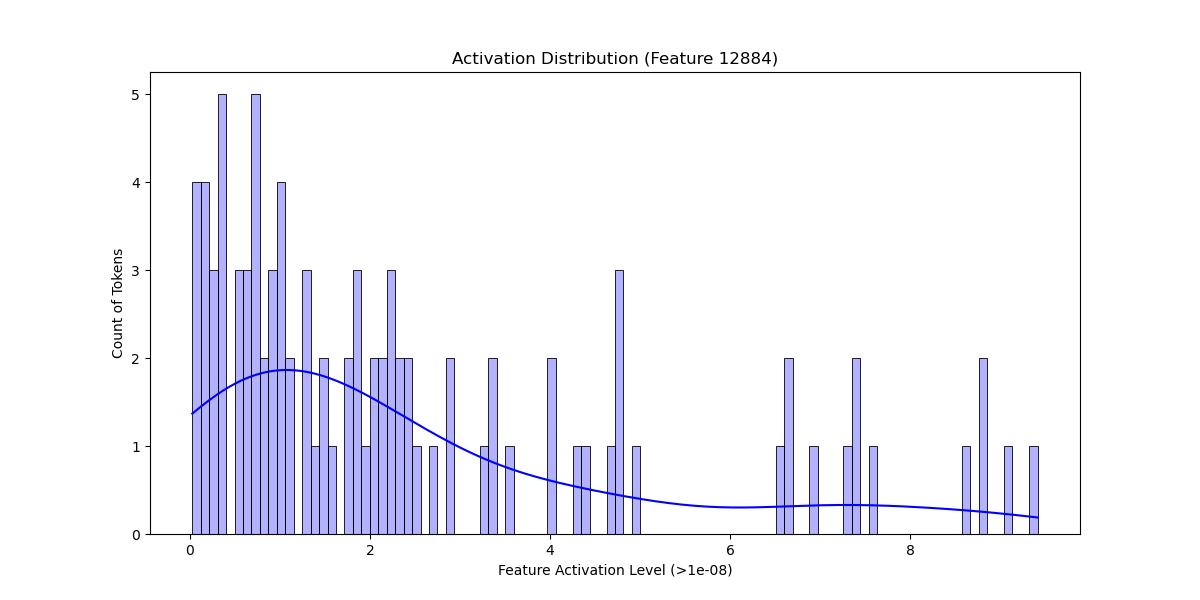 Activation Distribution (Feature 12884)
5
4
3
2
1
0
Count of Tokens
0 2 4 6 8
Feature Activation Level (>1e-08)